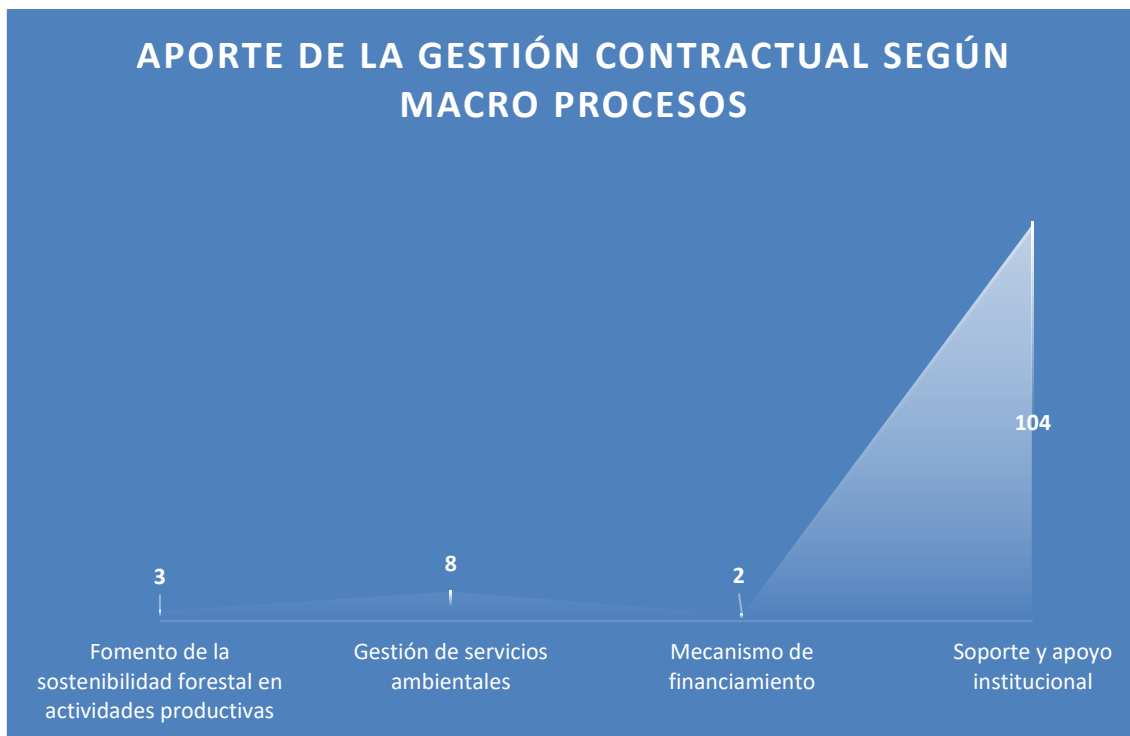 APORTE DE LA GESTIÓN CONTRACTUAL SEGÚN
MACRO PROCESOS
104
8
3
2
Fomento de la
sostenibilidad forestal en
actividades productivas
Gestión de servicios
ambientales
Mecanismo de
financiamiento
Soporte y apoyo
institucional